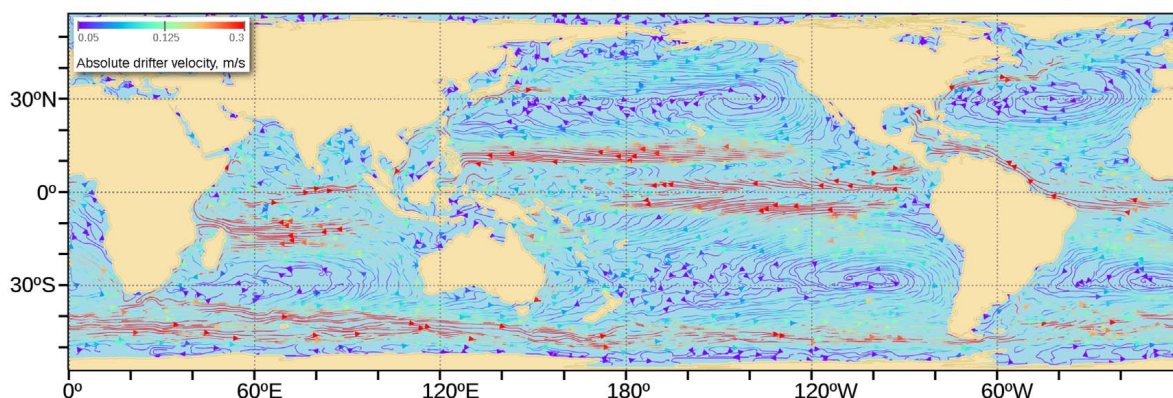 0.05 0.125 0.3
Absolute drifter velocity, m/s
30ºN
0º
30ºS
0º 60ºE 120ºE 180º 120ºW 60ºW